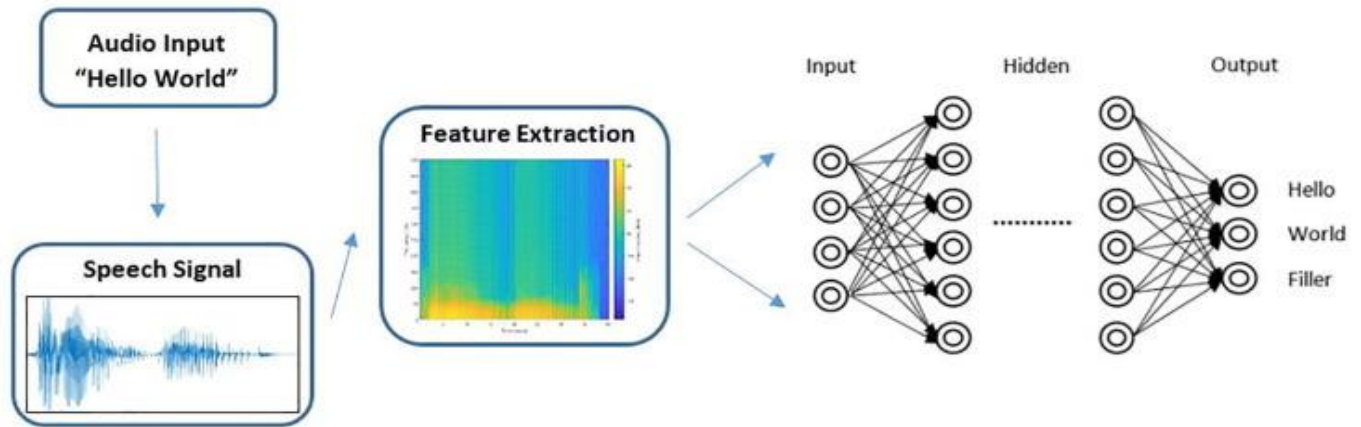 Audio Input
“Hello World”
Speech Signal
Feature Extraction
Input
Hidden
Output
Hello
World
Filler